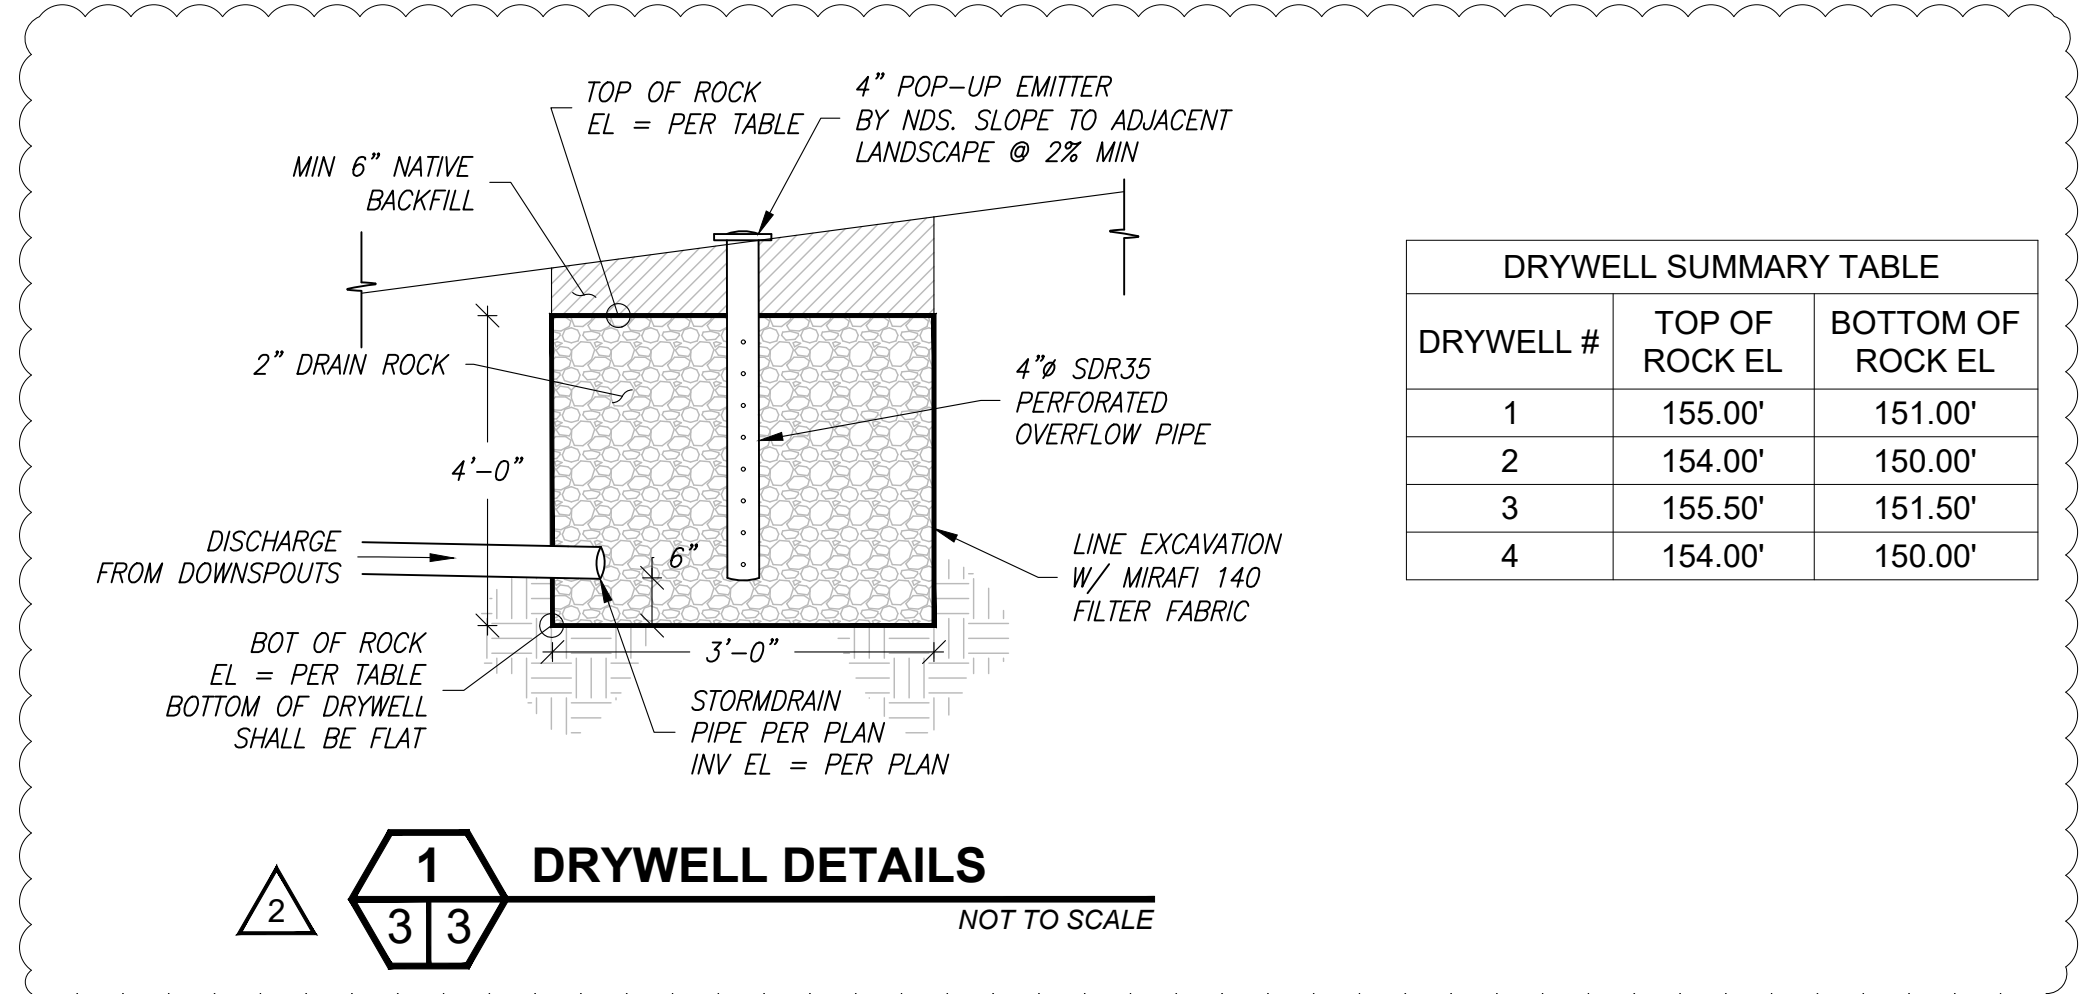 TOP OF ROCK
EL = PER TABLE
4” POP-UP EMITTER
BY NDS. SLOPE TO ADJACENT
LANDSCAPE @ 2% MIN
MIN 6” NATIVE
BACKFILL
2” DRAIN ROCK
4”ø SDR35
PERFORATED
OVERFLOW PIPE
4’-0”
DISCHARGE
FROM DOWNSPOUTS
6”
LINE EXCAVATION
W/ MIRAFI 140
FILTER FABRIC
BOT OF ROCK
EL = PER TABLE
BOTTOM OF DRYWELL
SHALL BE FLAT
3’-0”
STORMDRAIN
PIPE PER PLAN
INV EL = PER PLAN
DRYWELL SUMMARY TABLE
DRYWELL # TOP OF ROCK EL BOTTOM OF ROCK EL
1 155.00' 151.00'
2 154.00' 150.00'
3 155.50' 151.50'
4 154.00' 150.00'
2
1
3 3
DRYWELL DETAILS
NOT TO SCALE